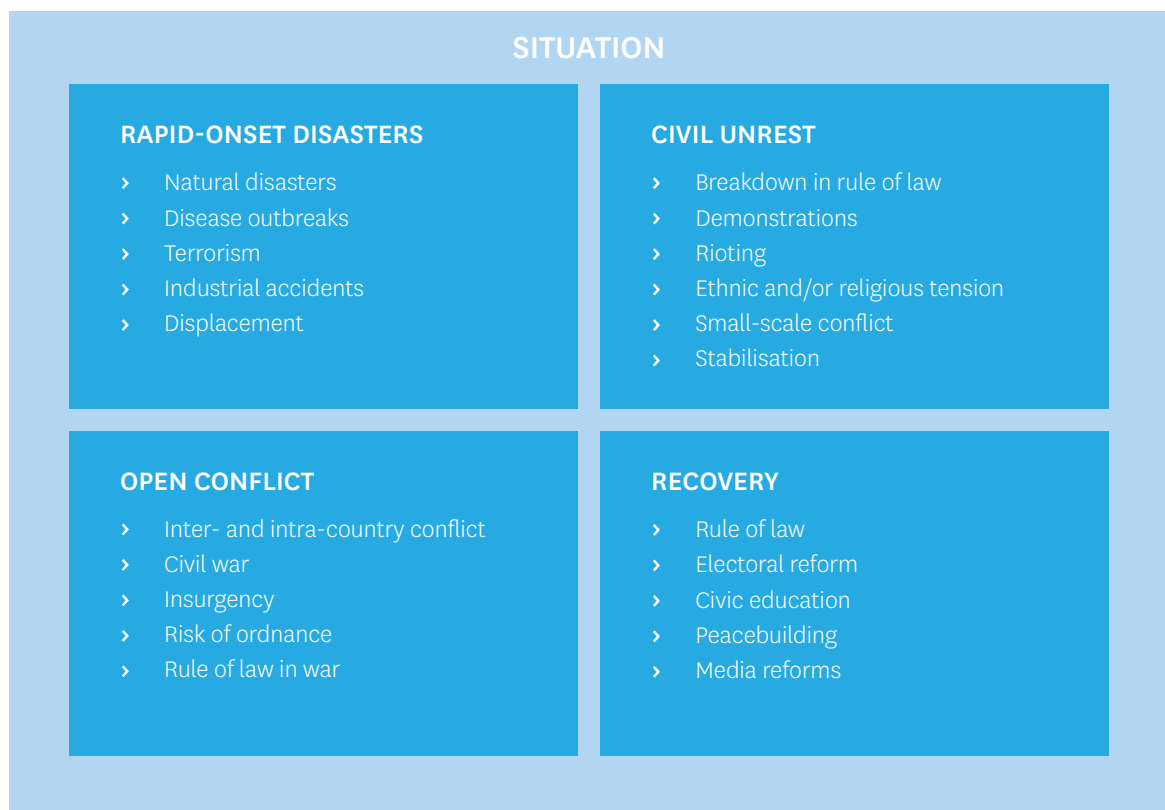 SITUATION
RAPID-ONSET DISASTERS
› Natural disasters
› Disease outbreaks
› Terrorism
› Industrial accidents
› Displacement
CIVIL UNREST
› Breakdown in rule of law
› Demonstrations
› Rioting
› Ethnic and/or religious tension
› Small-scale conflict
› Stabilisation
OPEN CONFLICT
› Inter- and intra-country conflict
› Civil war
› Insurgency
› Risk of ordnance
› Rule of law in war
RECOVERY
› Rule of law
› Electoral reform
› Civic education
› Peacebuilding
› Media reforms